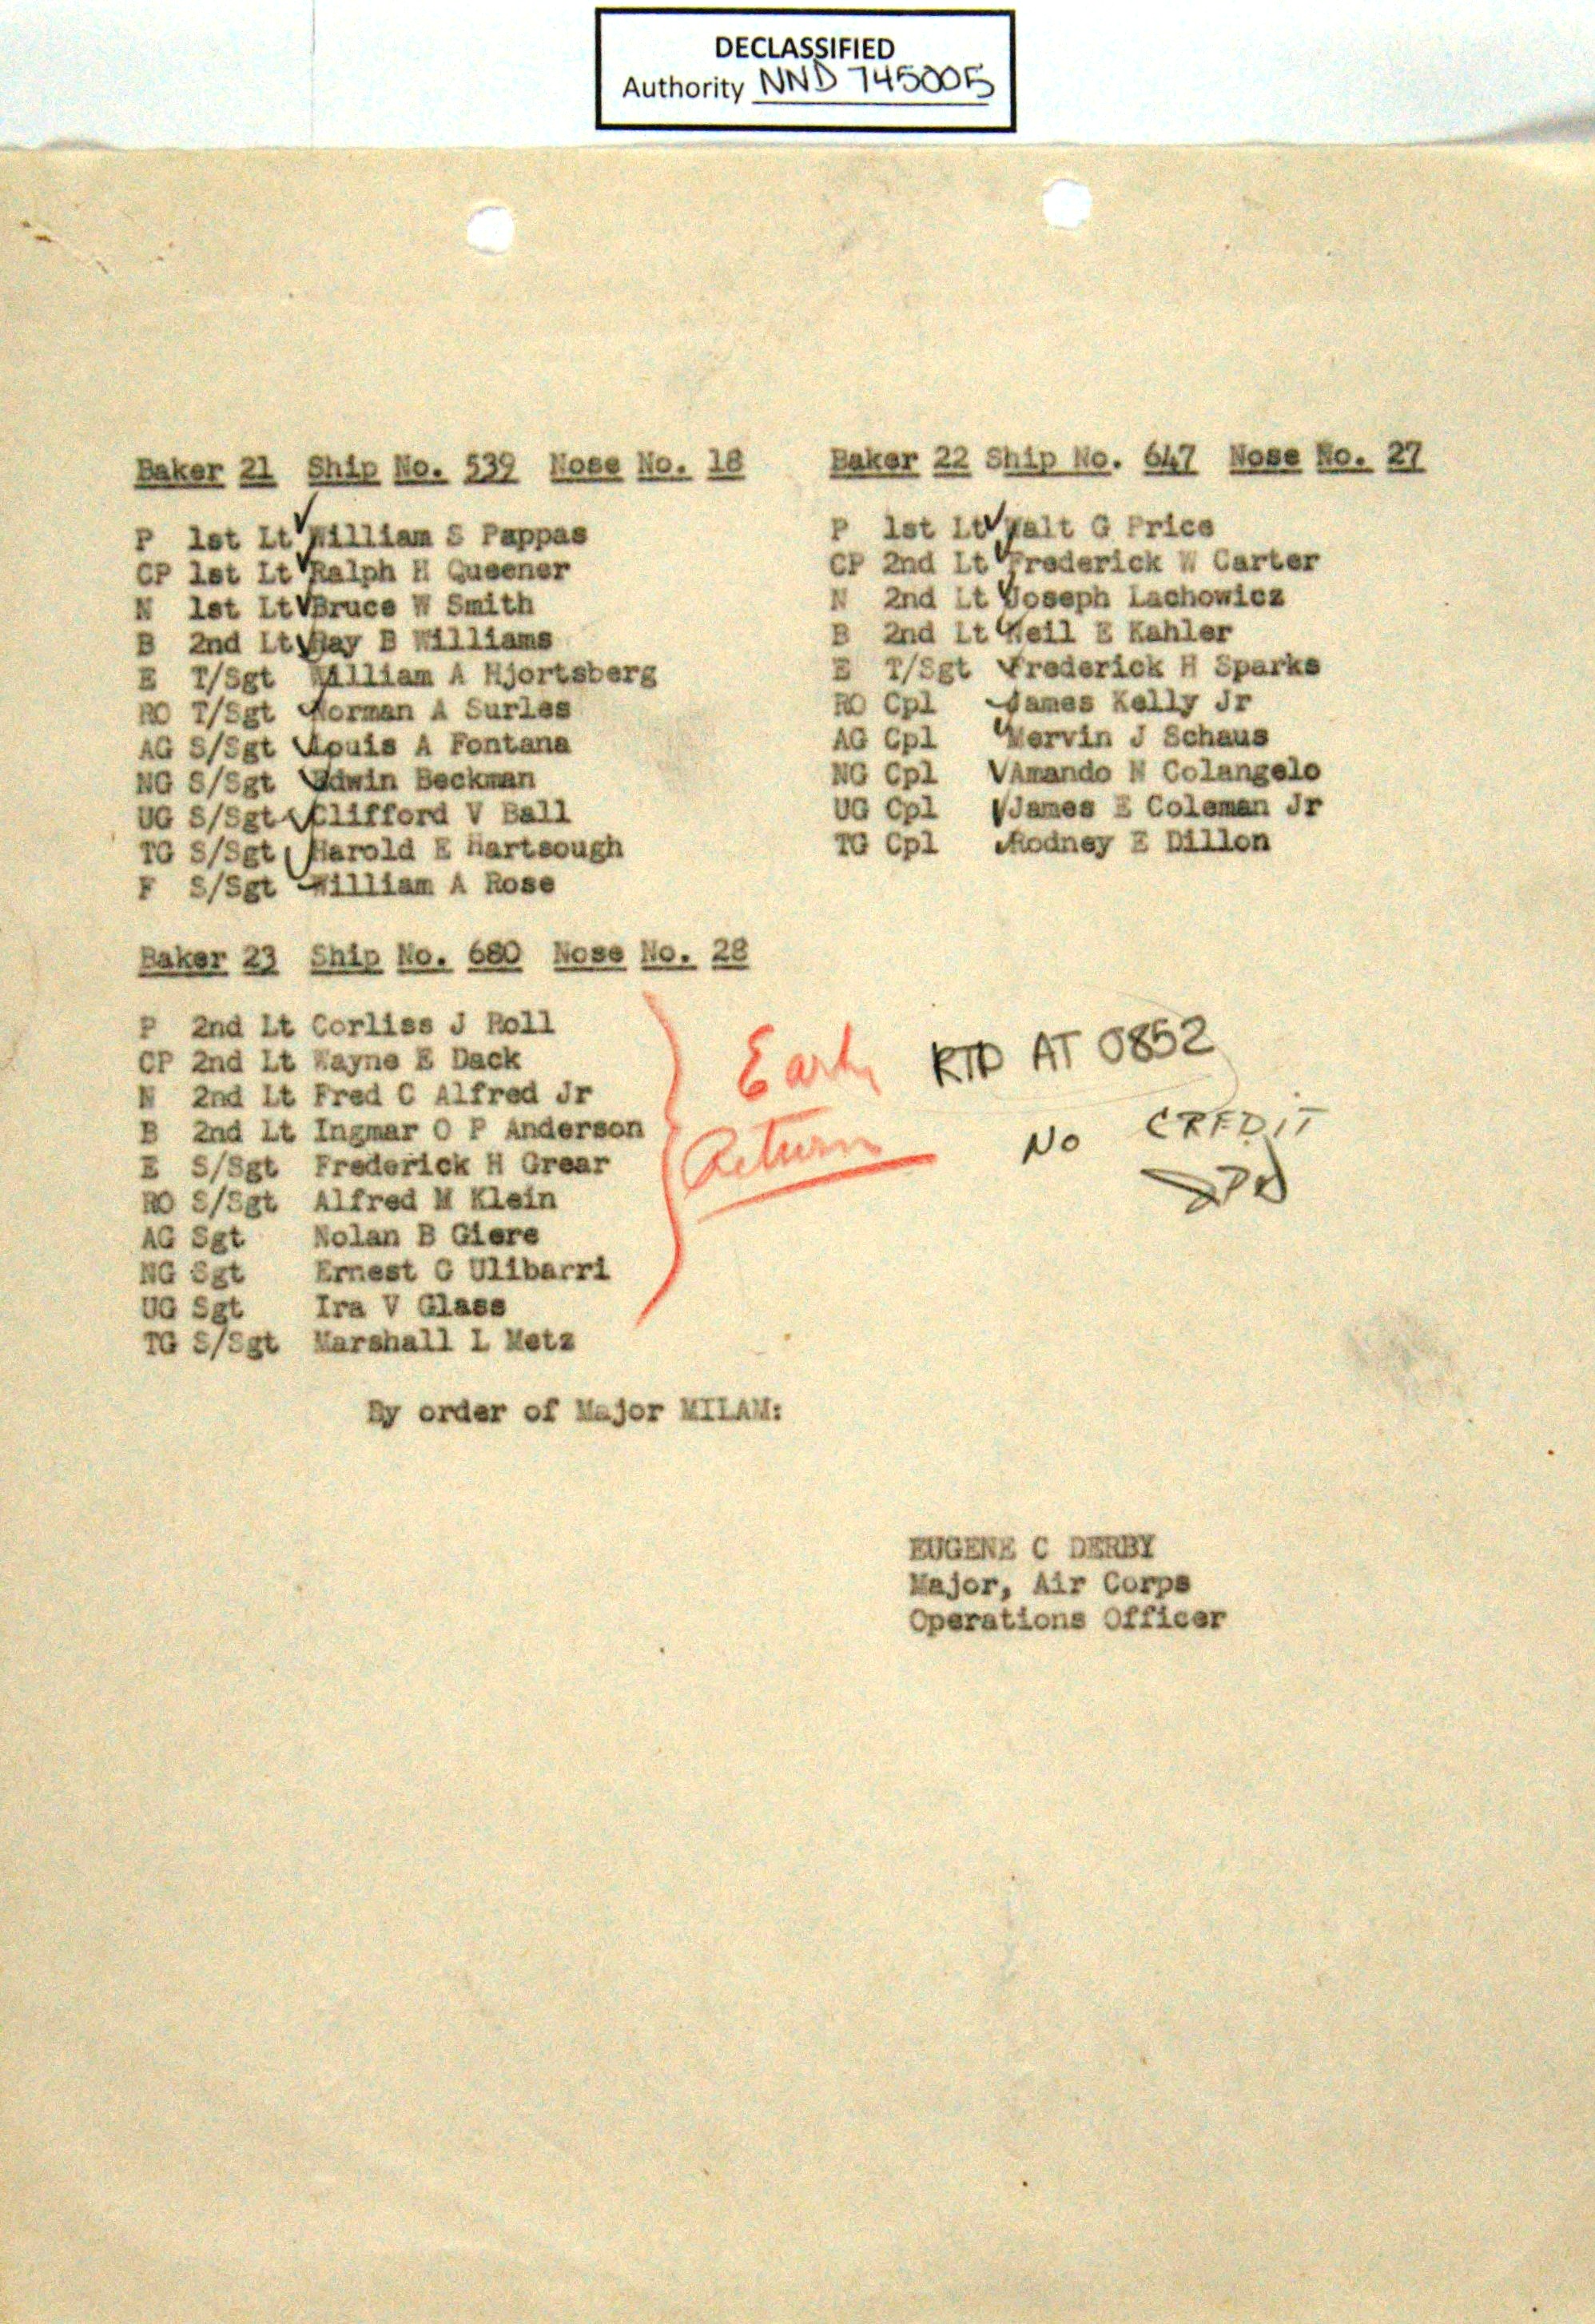 DECLASSIFIED
Authority NND 745005
Baker 21 Ship No. 539 Nose No. 18
P 1st Lt William S Pappas
CP 1st Lt Ralph H Queener
N 1st Lt Bruce W Smith
B 2nd Lt Ray B Williams
E T/Sgt William A Hjortsberg
RO T/Sgt Norman A Surles
AG S/Sgt Louis A Fontana
NG S/Sgt Edwin Beckman
UG S/Sgt Clifford V Ball
TG S/Sgt Harold E Hartsough
F S/Sgt William A Rose
Baker 22 Ship No. 647 Nose No. 27
P 1st Lt Walt G Price
CP 2nd Lt Frederick W Carter
N 2nd Lt Joseph Lachowicz
B 2nd Lt Neil E Kahler
E T/Sgt Frederick H Sparks
RO Cpl James Kelly Jr
AG Cpl Mervin J Schaus
NG Cpl Amando N Colangelo
UG Cpl James E Coleman Jr
TG Cpl Rodney E Dillon
Baker 23 Ship No. 680 Nose No. 28
P 2nd Lt Corliss J Roll
CP 2nd Lt Wayne E Dack
N 2nd Lt Fred C Alfred Jr
B 2nd Lt Ingmar O P Anderson
E S/Sgt Frederick H Grear
RO S/Sgt Alfred M Klein
AG Sgt Nolan B Giere
NG Sgt Ernest G Ulibarri
UG Sgt Ira V Glass
TG S/Sgt Marshall L Metz
Early
Return
RTD AT 0852
NO CREDIT
By order of Major MILAM:
EUGENE C DERBY
Major, Air Corps
Operations Officer